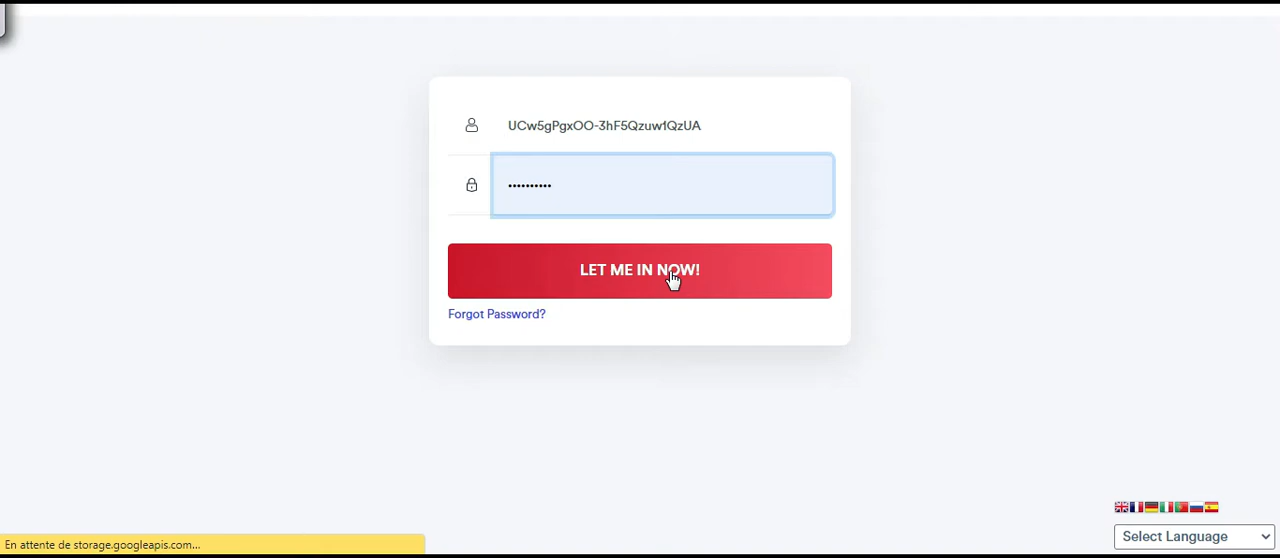 UCw5gPgxOO-3hF5Qzuw1QzUA
••••••••••
LET ME IN NOW!
Forgot Password?
Select Language
En attente de storage.googleapis.com...